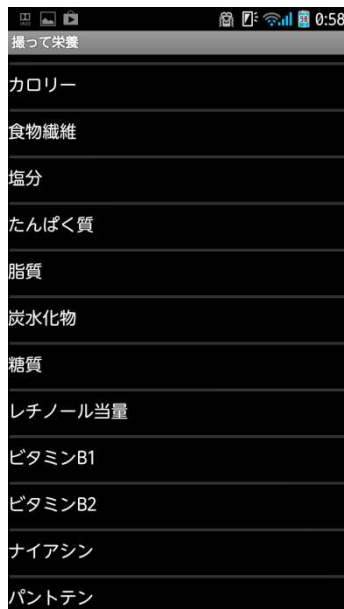 0:58
撮って栄養
カロリー
食物繊維
塩分
たんぱく質
脂質
炭水化物
糖質
レチノール当量
ビタミンB1
ビタミンB2
ナイアシン
パントテン